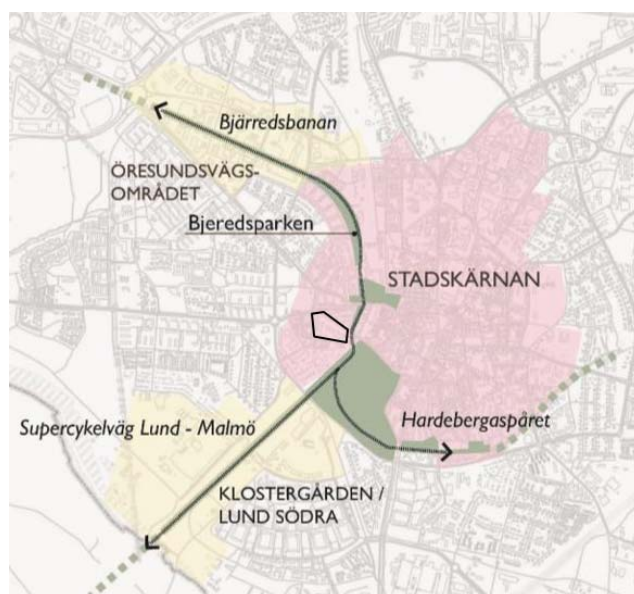 Bjärredsbanan
ÖRESUNDSVÄGS-
OMRÅDET
Bjeredsparken
STADSKÄRNAN
Supercykelväg Lund - Malmö
Hardebergaspåret
KLOSTERGÅRDEN /
LUND SÖDRA